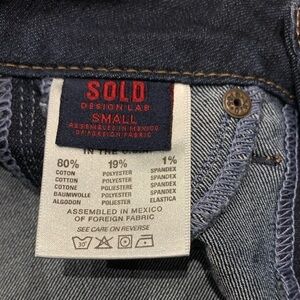 SOLD
DESIGN LAB
SMALL
ASSEMBLED IN MEXICO
OF FOREIGN FABRIC
IN THE
80% 19% 1%
COTON POLYESTER SPANDEX
COTTON POLYESTER SPANDEX
COTONE POLIESTERE SPANDEX
BAUMWOLLE POLYESTER SPANDEX
ALGODON POLIESTER ELASTICA
ASSEMBLED IN MEXICO
OF FOREIGN FABRIC
SEE CARE ON REVERSE